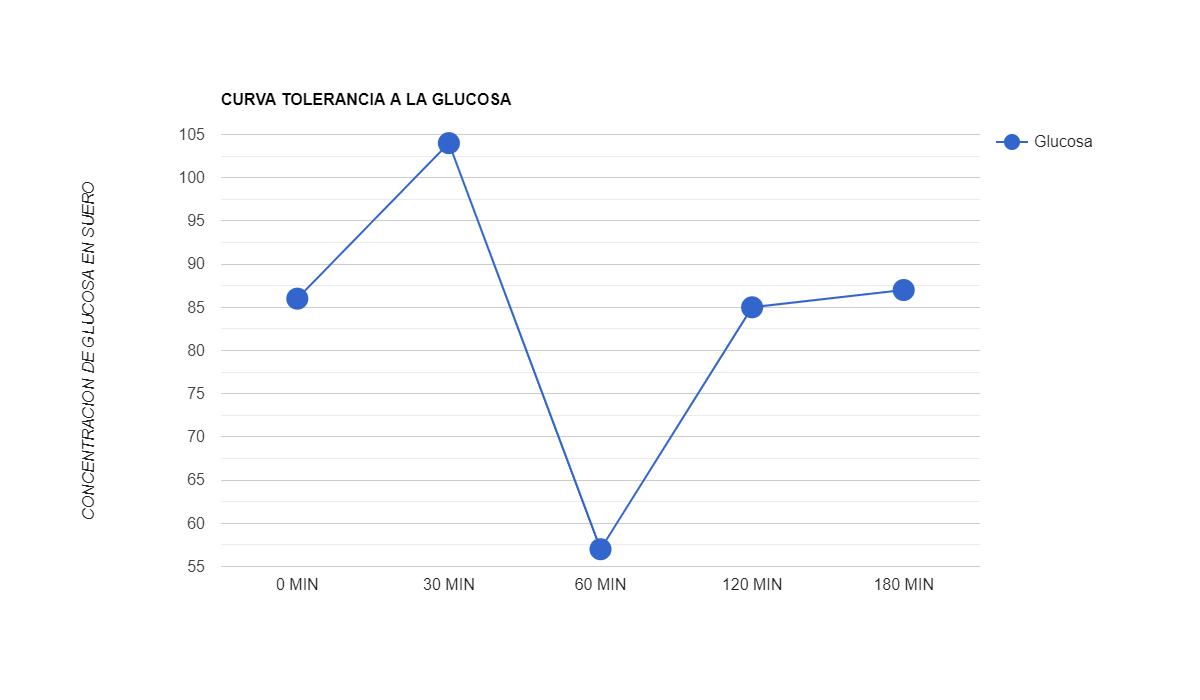 CURVA TOLERANCIA A LA GLUCOSA
105
100
95
90
85
80
75
70
65
60
55
CONCENTRACION DE GLUCOSA EN SUERO
0 MIN 30 MIN 60 MIN 120 MIN 180 MIN
Glucosa